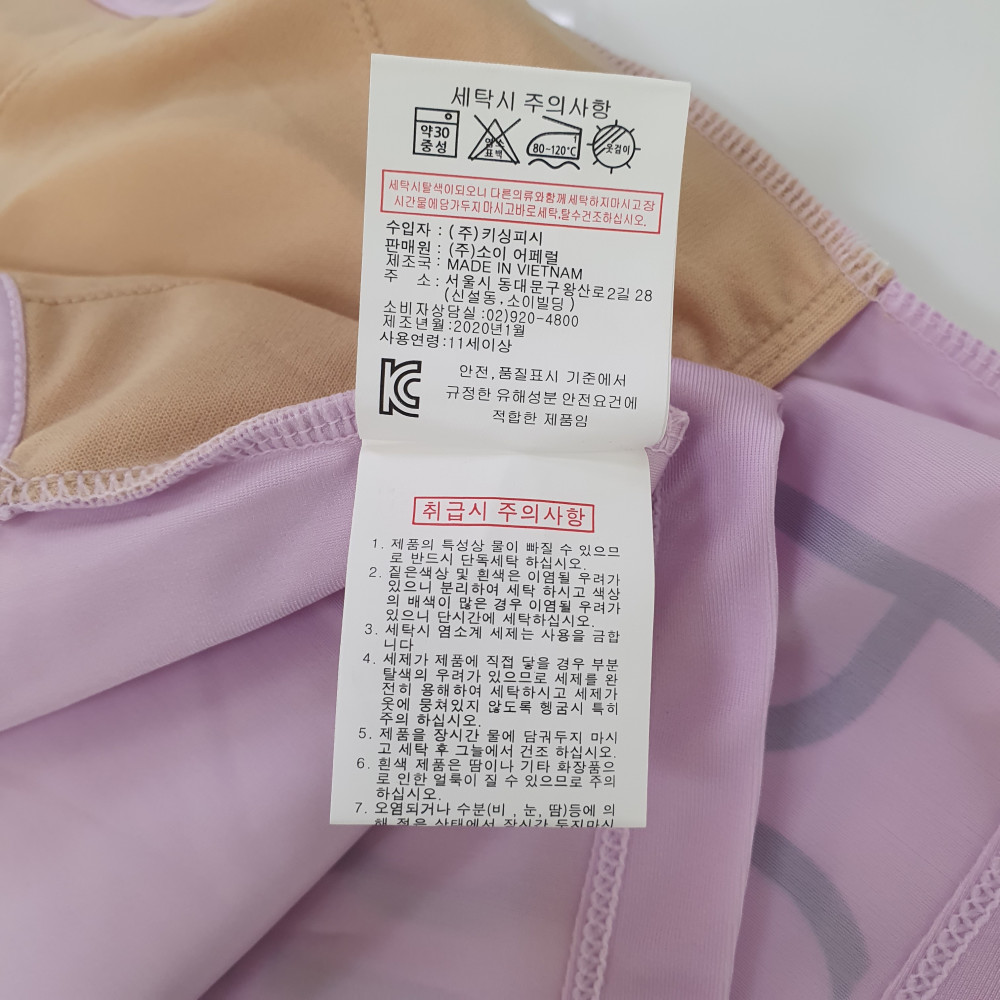 세탁시 주의사항
약30
중성
염소
표백
80~120℃
옷걸이
세탁시탈색이되오니 다른의류와함께세탁하지마시고장
시간물에담가두지마시고바로세탁,탈수건조하십시오.
수입자 : (주)키싱피시
판매원 : (주)소이 어페럴
제조국 : MADE IN VIETNAM
주 소 : 서울시 동대문구왕산로2길 28
(신설동,소이빌딩)
소비자상담실:02)920-4800
제조년월:2020년1월
사용연령:11세이상
안전,품질표시 기준에서
규정한 유해성분 안전요건에
적합한 제품임
취급시 주의사항
1. 제품의 특성상 물이 빠질 수 있으므
로 반드시 단독세탁 하십시오.
2. 짙은색상 및 흰색은 이염될 우려가
있으니 분리하여 세탁 하시고 색상
의 배색이 많은 경우 이염될 우려가
있으니 단시간에 세탁하십시오.
3. 세탁시 염소계 세제는 사용을 금합
니다
4. 세제가 제품에 직접 닿을 경우 부분
탈색의 우려가 있으므로 세제를 완
전히 용해하여 세탁하시고 세제가
옷에 뭉쳐있지 않도록 헹굼시 특히
주의 하십시오.
5. 제품을 장시간 물에 담궈두지 마시
고 세탁 후 그늘에서 건조 하십시오.
6. 흰색 제품은 땀이나 기타 화장품으
로 인한 얼룩이 질 수 있으므로 주의
하십시오.
7. 오염되거나 수분(비, 눈, 땀)등에 의
해 젖은 상태에서 장시간 두지마시